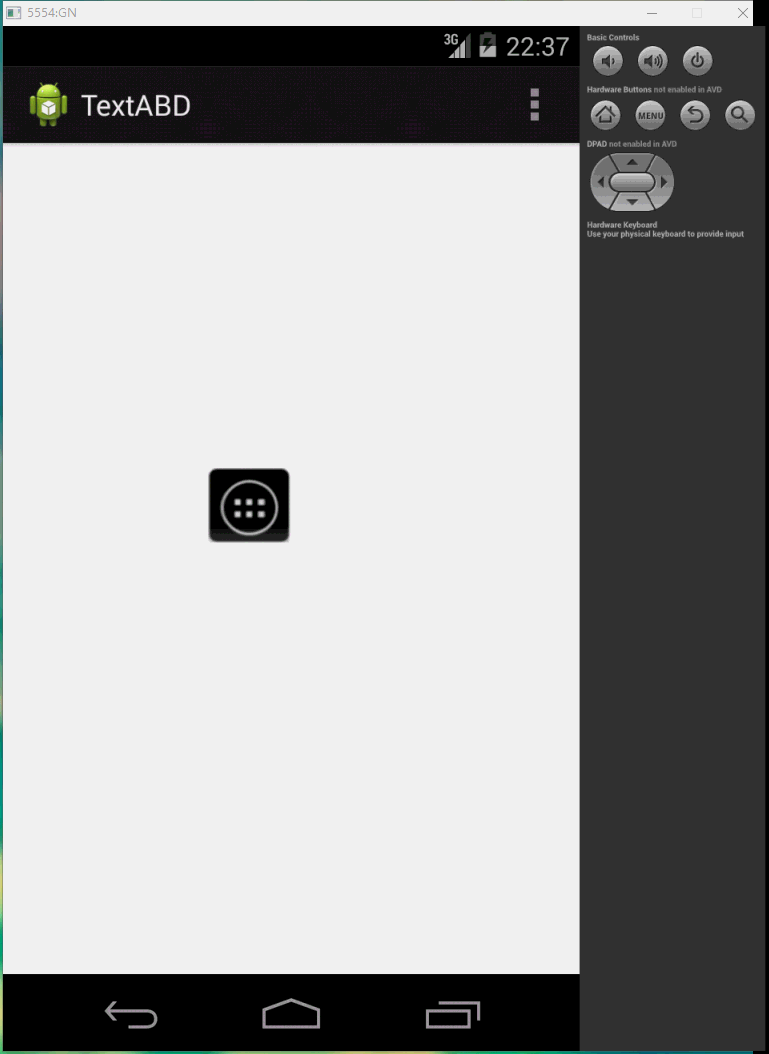 5554:GN
3G 22:37
TextABD
Basic Controls
Hardware Buttons not enabled in AVD
MENU
DPAD not enabled in AVD
Hardware Keyboard
Use your physical keyboard to provide input